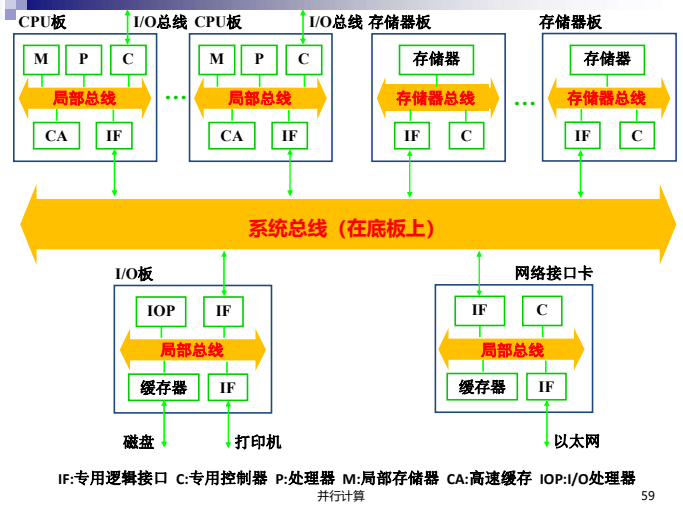 CPU板 I/O总线 CPU板 I/O总线 存储器板 存储器板
M P C M P C 存储器 存储器
局部总线 … 局部总线 存储器总线 … 存储器总线
CA IF CA IF IF C IF C
系统总线（在底板上）
I/O板 网络接口卡
IOP IF IF C
局部总线 局部总线
缓存器 IF 缓存器 IF
磁盘 打印机 以太网
IF:专用逻辑接口 C:专用控制器 P:处理器 M:局部存储器 CA:高速缓存 IOP:I/O处理器
并行计算 59